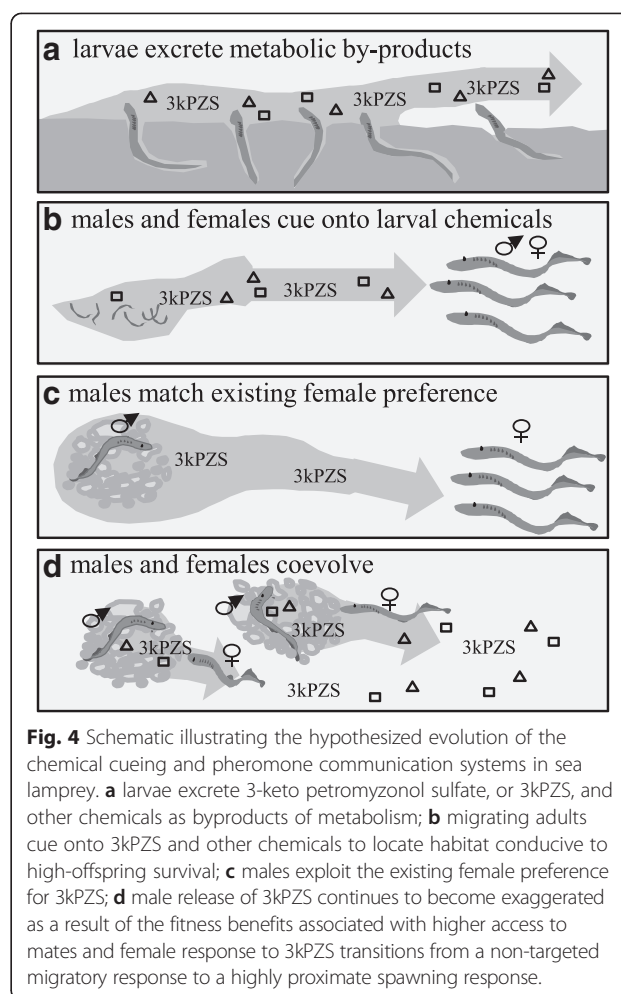 a larvae excrete metabolic by-products
3kPZS 3kPZS 3kPZS
b males and females cue onto larval chemicals
♂ ♀
3kPZS 3kPZS
c males match existing female preference
♂ ♀
3kPZS 3kPZS
d males and females coevolve
♂ ♀
♂ 3kPZS 3kPZS
3kPZS ♀ 3kPZS
Fig. 4 Schematic illustrating the hypothesized evolution of the
chemical cueing and pheromone communication systems in sea
lamprey. a larvae excrete 3-keto petromyzonol sulfate, or 3kPZS, and
other chemicals as byproducts of metabolism; b migrating adults
cue onto 3kPZS and other chemicals to locate habitat conducive to
high-offspring survival; c males exploit the existing female preference
for 3kPZS; d male release of 3kPZS continues to become exaggerated
as a result of the fitness benefits associated with higher access to
mates and female response to 3kPZS transitions from a non-targeted
migratory response to a highly proximate spawning response.